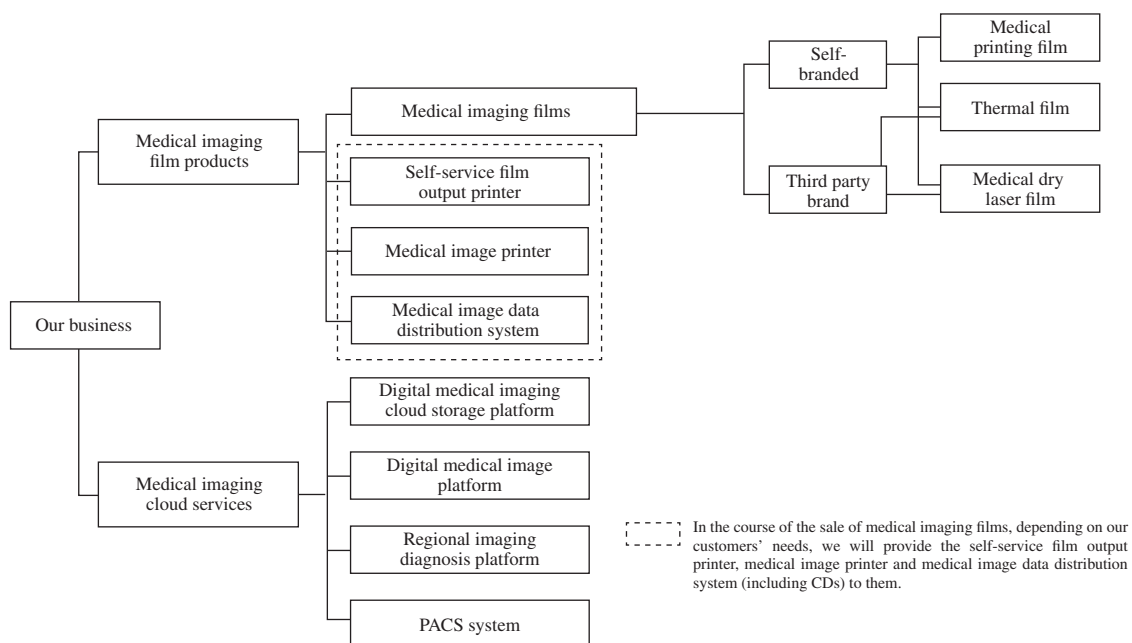 Our business
Medical imaging
film products
Medical imaging
cloud services
Medical imaging films
Self-service film
output printer
Medical image printer
Medical image data
distribution system
Digital medical imaging
cloud storage platform
Digital medical image
platform
Regional imaging
diagnosis platform
PACS system
Self-
branded
Third party
brand
Medical
printing film
Thermal film
Medical dry
laser film
In the course of the sale of medical imaging films, depending on our
customers’ needs, we will provide the self-service film output
printer, medical image printer and medical image data distribution
system (including CDs) to them.